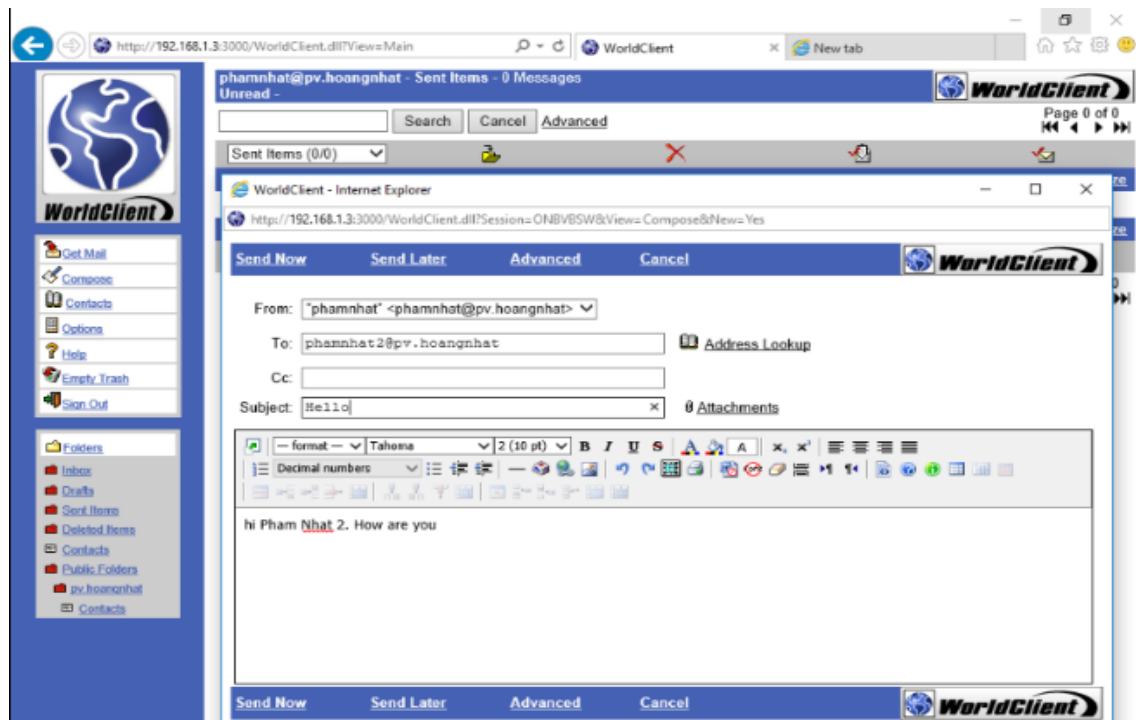 http://192.168.1.3:3000/WorldClient.dll?View=Main
WorldClient
New tab
phamnhat@pv.hoangnhat - Sent Items - 0 Messages
Unread -
WorldClient
Search Cancel Advanced
Page 0 of 0
Sent Items (0/0)
WorldClient
WorldClient - Internet Explorer
http://192.168.1.3:3000/WorldClient.dll?Session=ONBVBSW&View=Compose&New=Yes
Send Now Send Later Advanced Cancel
WorldClient
Get Mail
Compose
Contacts
Options
Help
Empty Trash
Sign Out
Folders
Inbox
Drafts
Sent Items
Deleted Items
Contacts
Public Folders
pv.hoangnhat
Contacts
From: "phamnhat" <phamnhat@pv.hoangnhat>
To: phamnhat2@pv.hoangnhat Address Lookup
Cc:
Subject: Hello Attachments
— format — Tahoma 2 (10 pt) B I U S A A x, x'
Decimal numbers
hi Pham Nhat 2. How are you
Send Now Send Later Advanced Cancel
WorldClient